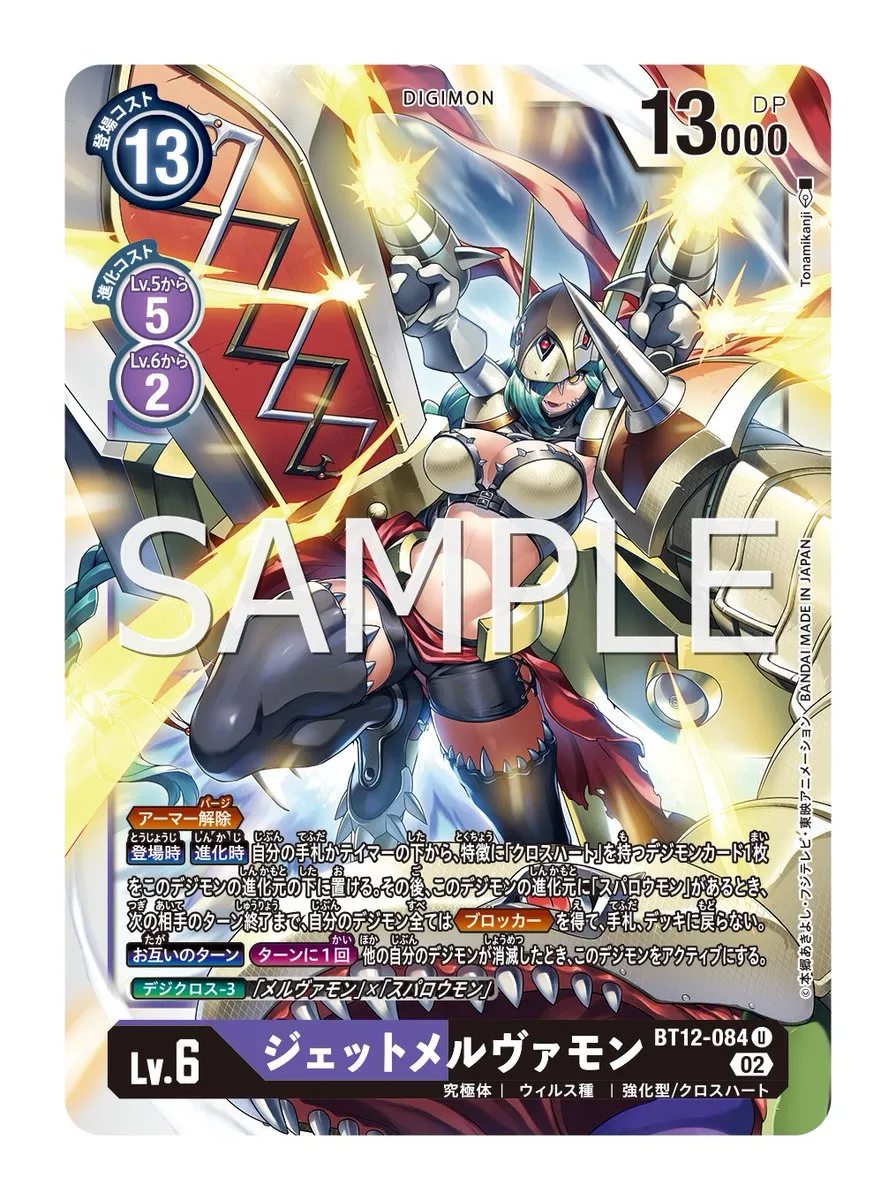 DIGIMON
登場コスト
13
13000
DP
進化コスト
Lv.5から
5
Lv.6から
2
Tonamikanji
SAMPLE
アーマー解除
パージ
登場時 進化時 自分の手札かテイマーの下から、特徴に「クロスハート」を持つデジモンカード1枚
をこのデジモンの進化元の下に置ける。その後、このデジモンの進化元に「スパロウモン」があるとき、
次の相手のターン終了まで、自分のデジモン全ては ブロッカー を得て、手札、デッキに戻らない。
お互いのターン ターンに1回 他の自分のデジモンが消滅したとき、このデジモンをアクティブにする。
デジクロス-3 「メルヴァモン」×「スパロウモン」
©本郷あきよし・フジテレビ・東映アニメーション BANDAI MADE IN JAPAN
Lv.6
ジェットメルヴァモン
BT12-084 U
02
究極体 | ウィルス種 | 強化型/クロスハート